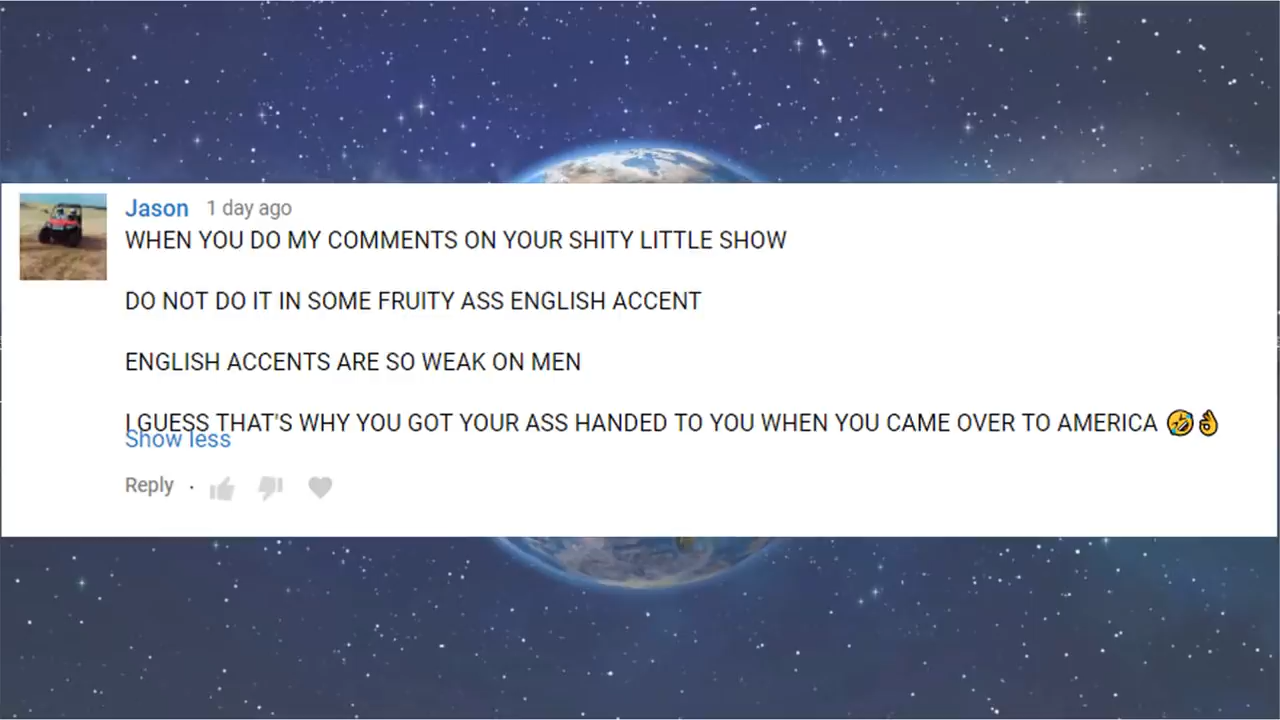 Jason 1 day ago
WHEN YOU DO MY COMMENTS ON YOUR SHITY LITTLE SHOW
DO NOT DO IT IN SOME FRUITY ASS ENGLISH ACCENT
ENGLISH ACCENTS ARE SO WEAK ON MEN
I GUESS THAT'S WHY YOU GOT YOUR ASS HANDED TO YOU WHEN YOU CAME OVER TO AMERICA 🤣👌
Show less
Reply ·